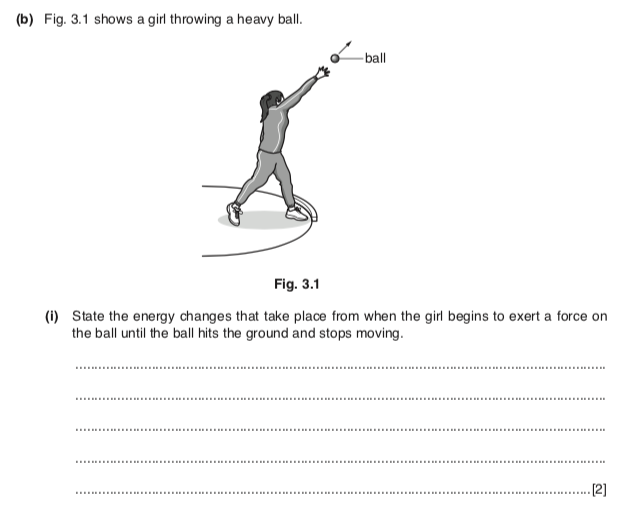 (b) Fig. 3.1 shows a girl throwing a heavy ball.
ball
Fig. 3.1
(i) State the energy changes that take place from when the girl begins to exert a force on
the ball until the ball hits the ground and stops moving.
[2]